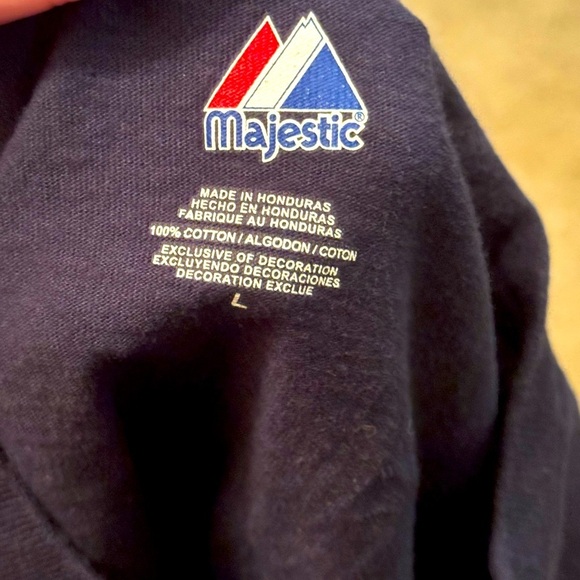 Majestic®
MADE IN HONDURAS
HECHO EN HONDURAS
FABRIQUE AU HONDURAS
100% COTTON / ALGODON / COTON
EXCLUSIVE OF DECORATION
EXCLUYENDO DECORACIONES
DECORATION EXCLUE
L